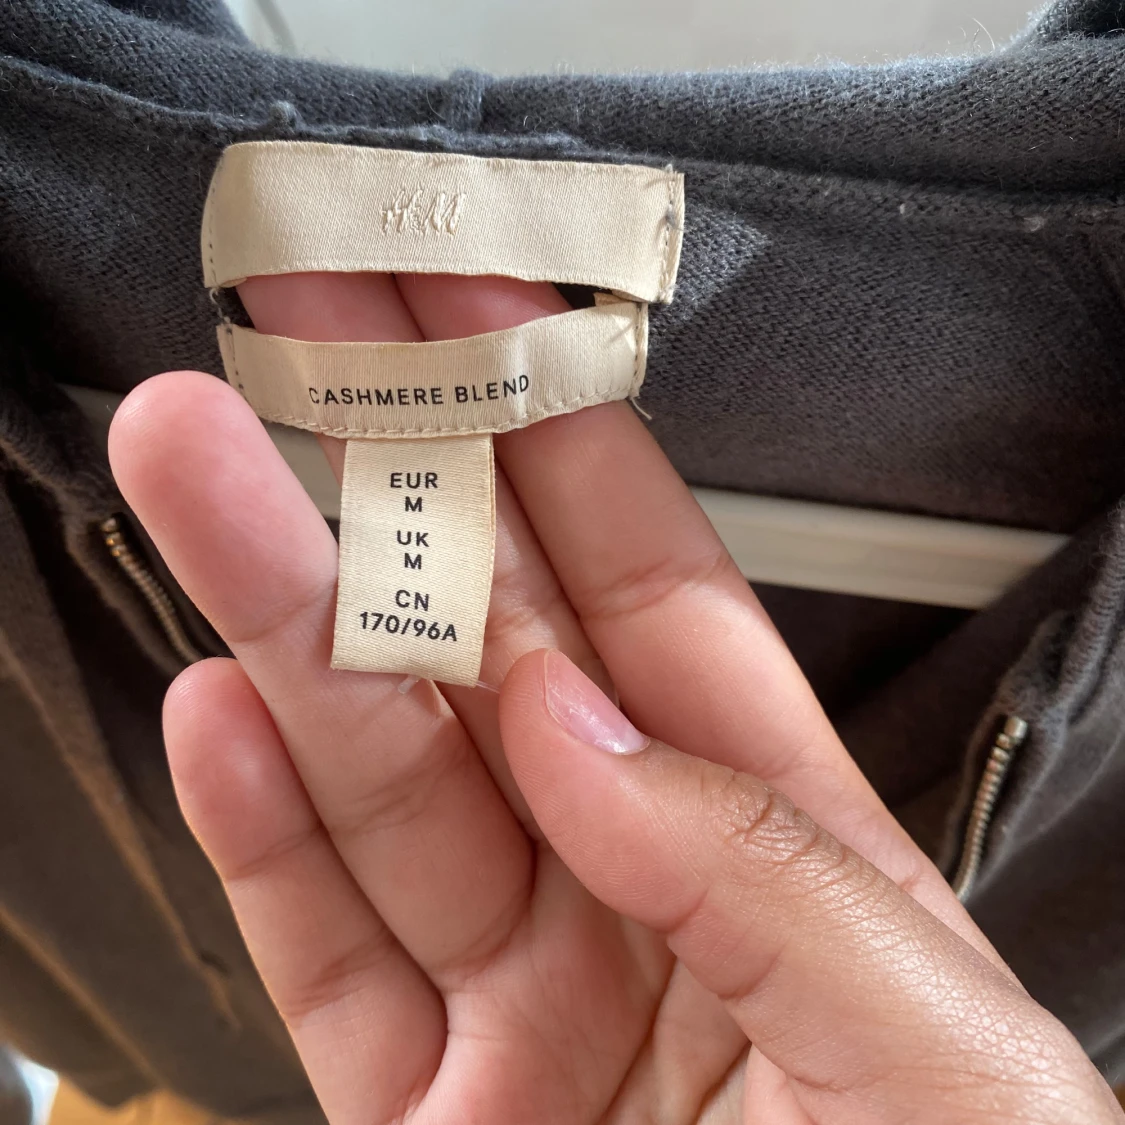 H&M
CASHMERE BLEND
EUR
M
UK
M
CN
170/96A